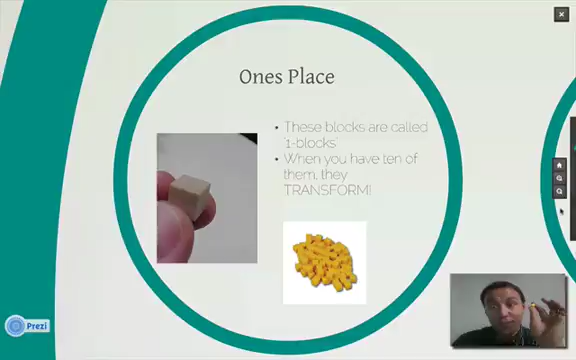 Ones Place
• These blocks are called
'1-blocks'
• When you have ten of
them, they
TRANSFORM!
Prezi